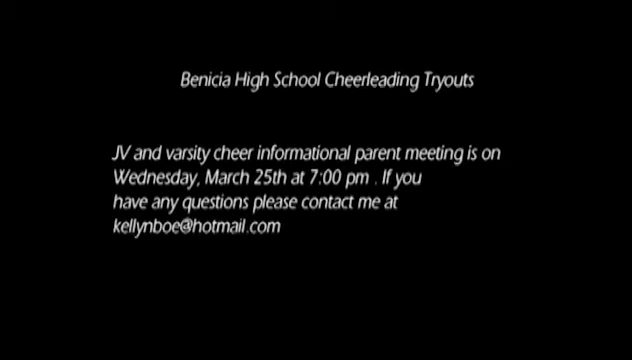 Benicia High School Cheerleading Tryouts
JV and varsity cheer informational parent meeting is on
Wednesday, March 25th at 7:00 pm . If you
have any questions please contact me at
kellynboe@hotmail.com